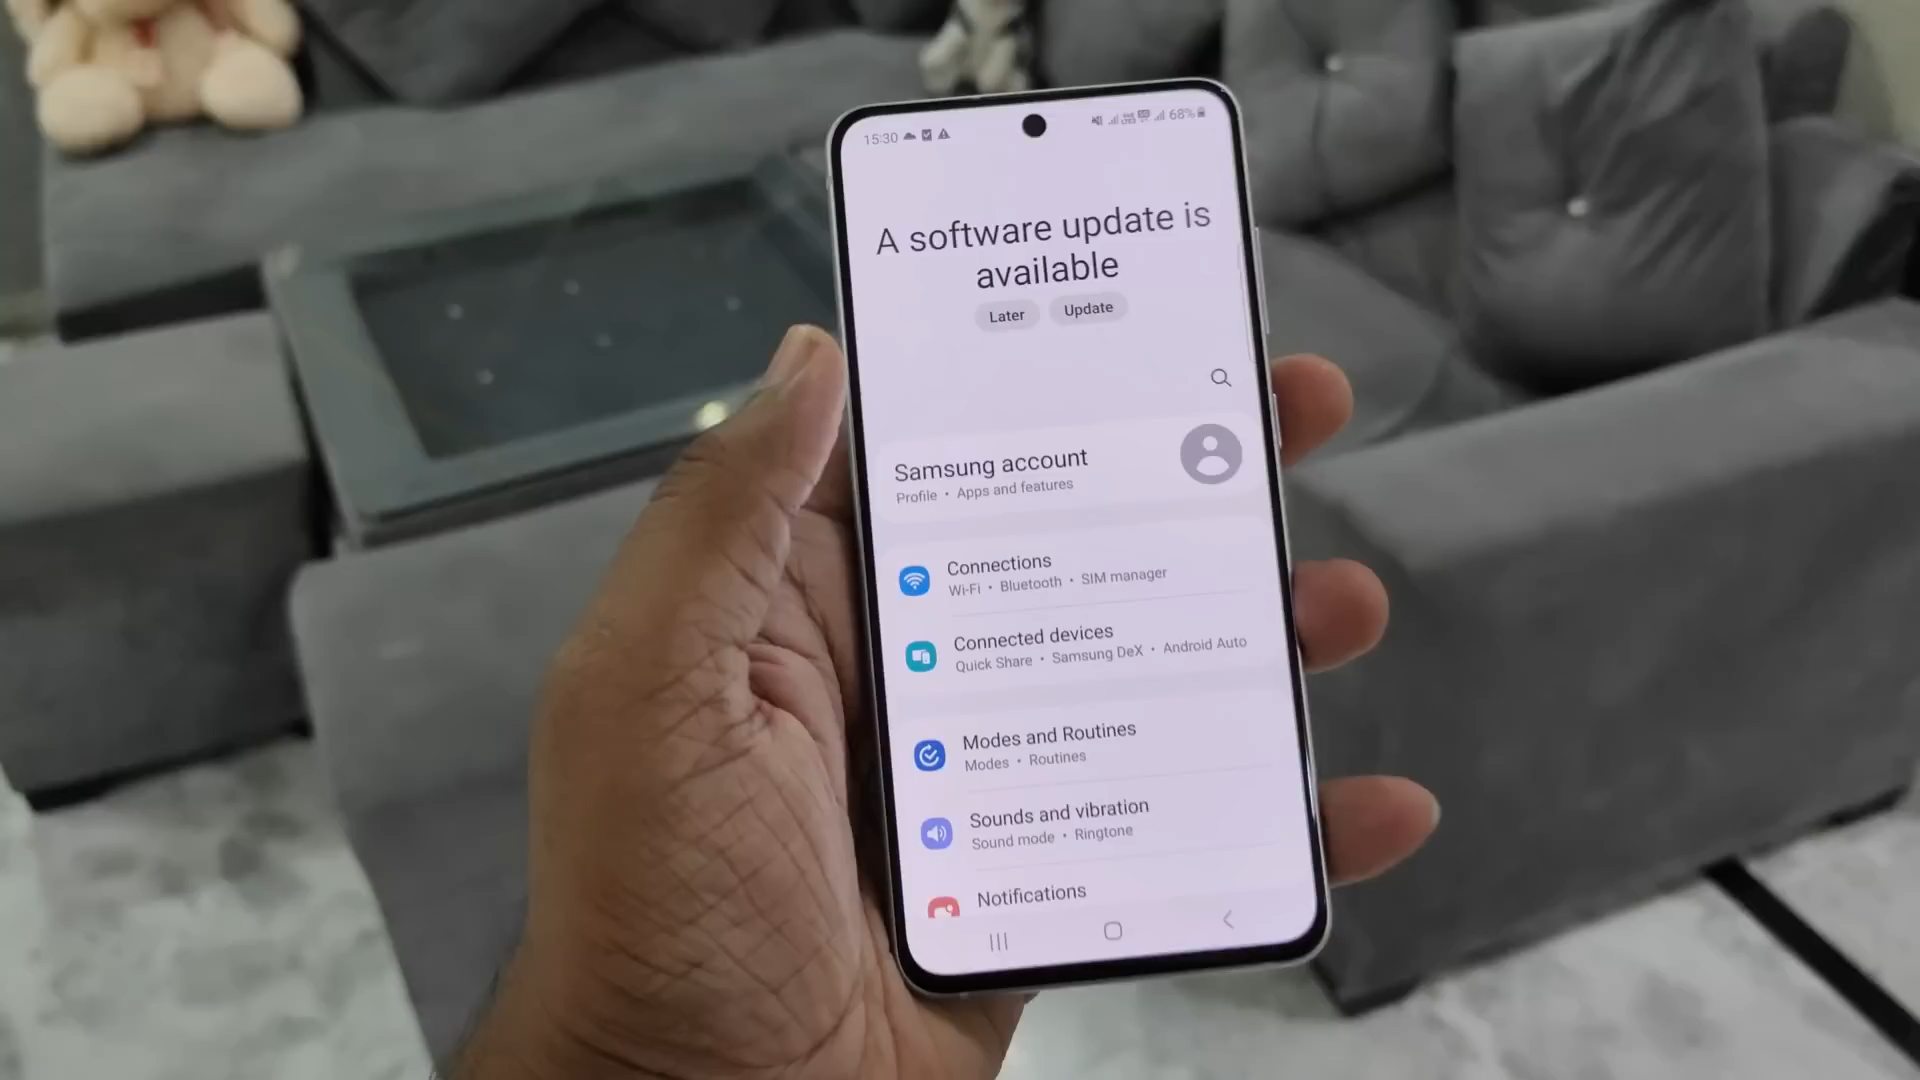 15:30
68%
A software update is
available
Later
Update
Samsung account
Profile • Apps and features
Connections
Wi-Fi • Bluetooth • SIM manager
Connected devices
Quick Share • Samsung DeX • Android Auto
Modes and Routines
Modes • Routines
Sounds and vibration
Sound mode • Ringtone
Notifications